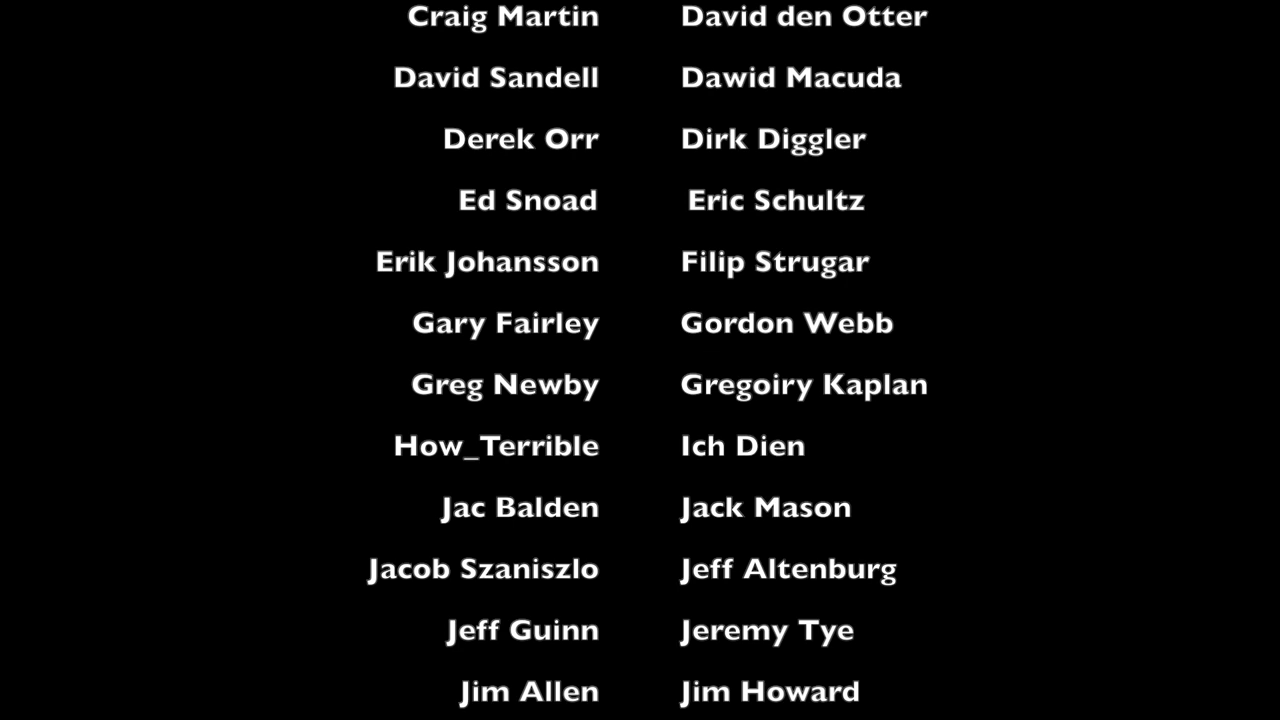 Craig Martin David den Otter
David Sandell Dawid Macuda
Derek Orr Dirk Diggler
Ed Snoad Eric Schultz
Erik Johansson Filip Strugar
Gary Fairley Gordon Webb
Greg Newby Gregoiry Kaplan
How_Terrible Ich Dien
Jac Balden Jack Mason
Jacob Szaniszlo Jeff Altenburg
Jeff Guinn Jeremy Tye
Jim Allen Jim Howard